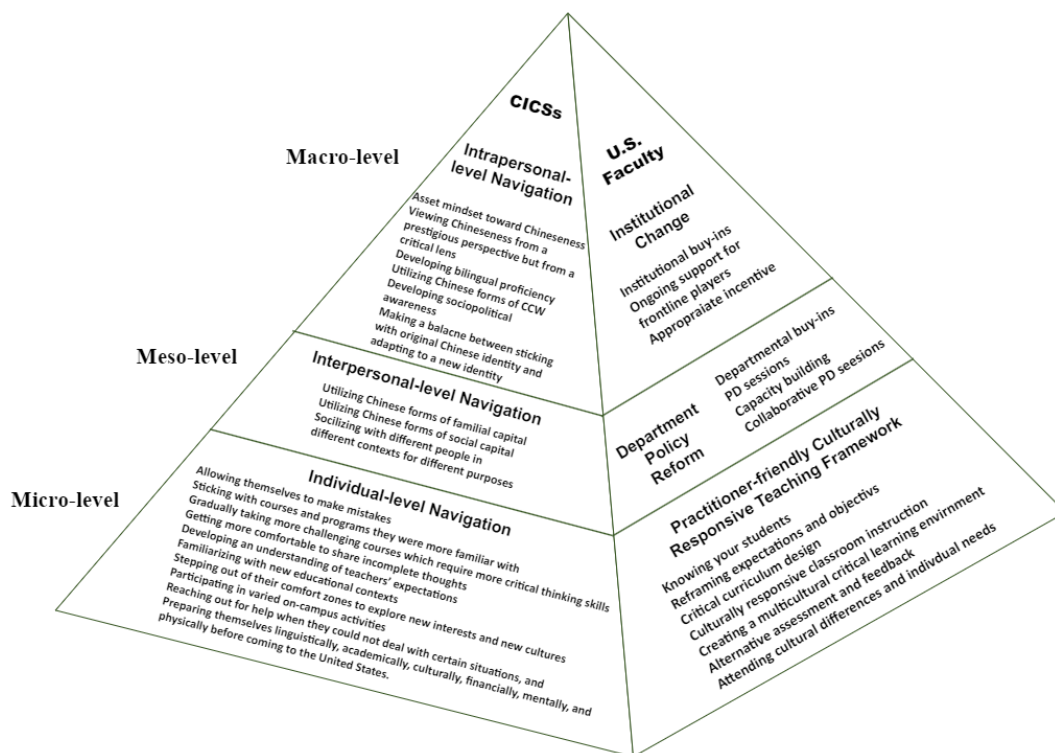 Macro-level
Meso-level
Micro-level
CICSs
Intrapersonal-
level Navigation
Asset mindset toward Chineseness
Viewing Chineseness from a
prestigious perspective but from a
critical lens
Developing bilingual proficiency
Utilizing Chinese forms of CCW
Developing sociopolitical
awareness
Making a balacne between sticking
with original Chinese identity and
adapting to a new identity
Interpersonal-level Navigation
Utilizing Chinese forms of familial capital
Utilizing Chinese forms of social capital
Socilizing with different people in
different contexts for different purposes
Individual-level Navigation
Allowing themselves to make mistakes
Sticking with courses and programs they were more familiar with
Gradually taking more challenging courses which require more critical thinking skills
Getting more comfortable to share incomplete thoughts
Developing an understanding of teachers' expectations
Familiarizing with new educational contexts
Stepping out of their comfort zones to explore new interests and new cultures
Participating in varied on-campus activities
Reaching out for help when they could not deal with certain situations, and
Preparing themselves linguistically, academically, culturally, financially, mentally, and
physically before coming to the United States.
U.S.
Faculty
Institutional
Change
Institutional buy-ins
Ongoing support for
frontline players
Appropraiate incentive
Department
Policy
Reform
Departmental buy-ins
PD sessions
Capacity building
Collaborative PD seesions
Practitioner-friendly Culturally
Responsive Teaching Framework
Knowing your students
Reframing expectations and objectivs
Critical curriculum design
Culturally responsive classroom instruction
Creating a multicultural critical learning envirnment
Alternative assessment and feedback
Attending cultural differences and indivdual needs